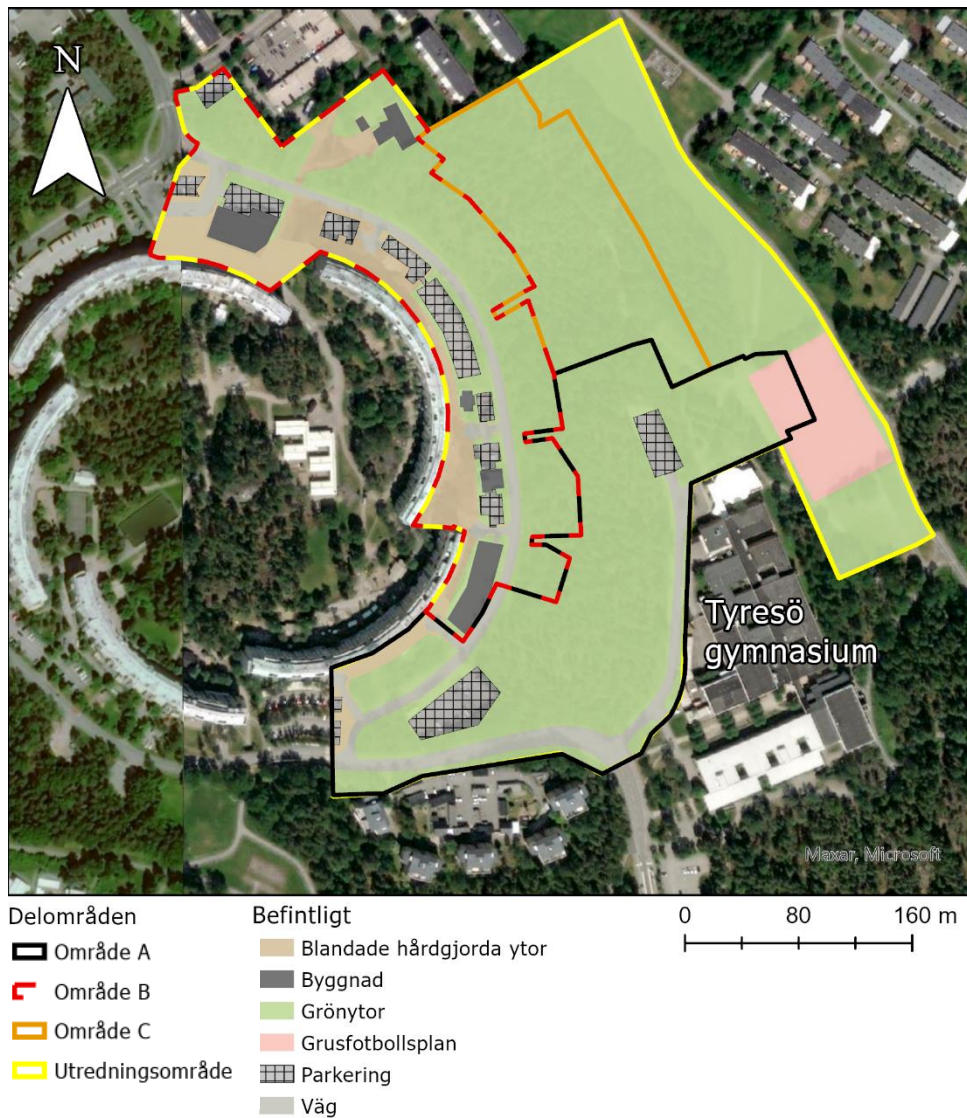 N
Tyresö
gymnasium
Maxar, Microsoft
Delområden
Område A
Område B
Område C
Utredningsområde
Befintligt
Blandade hårdgjorda ytor
Byggnad
Grönytor
Grusfotbollsplan
Parkering
Väg
0 80 160 m